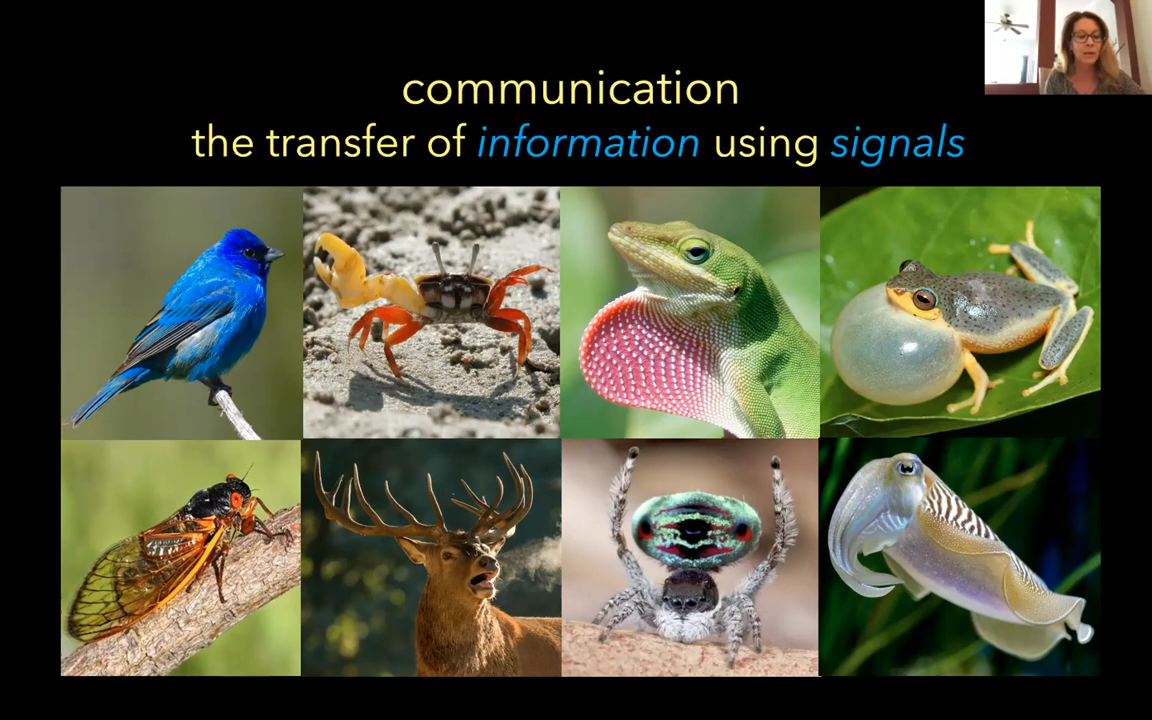 communication
the transfer of information using signals